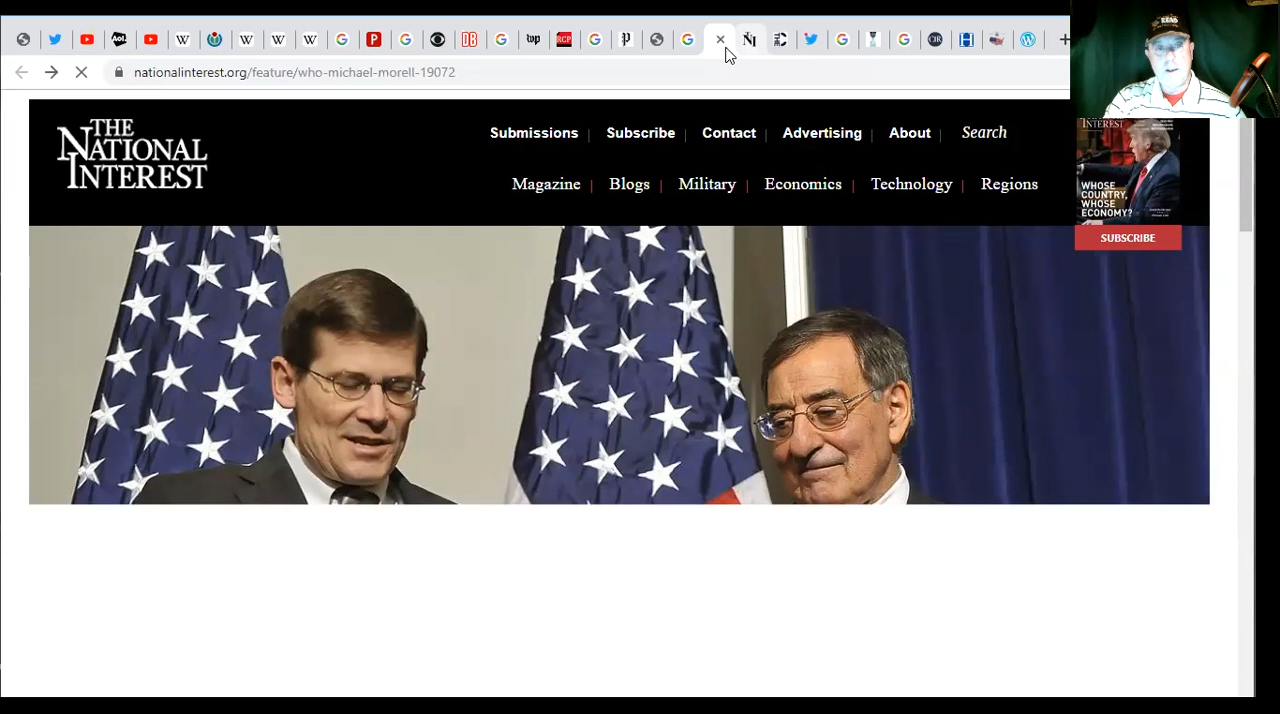 nationalinterest.org/feature/who-michael-morell-19072
THE
NATIONAL
INTEREST
Submissions | Subscribe | Contact | Advertising | About | Search
Magazine | Blogs | Military | Economics | Technology | Regions
INTEREST
WHOSE
COUNTRY,
WHOSE
ECONOMY?
SUBSCRIBE